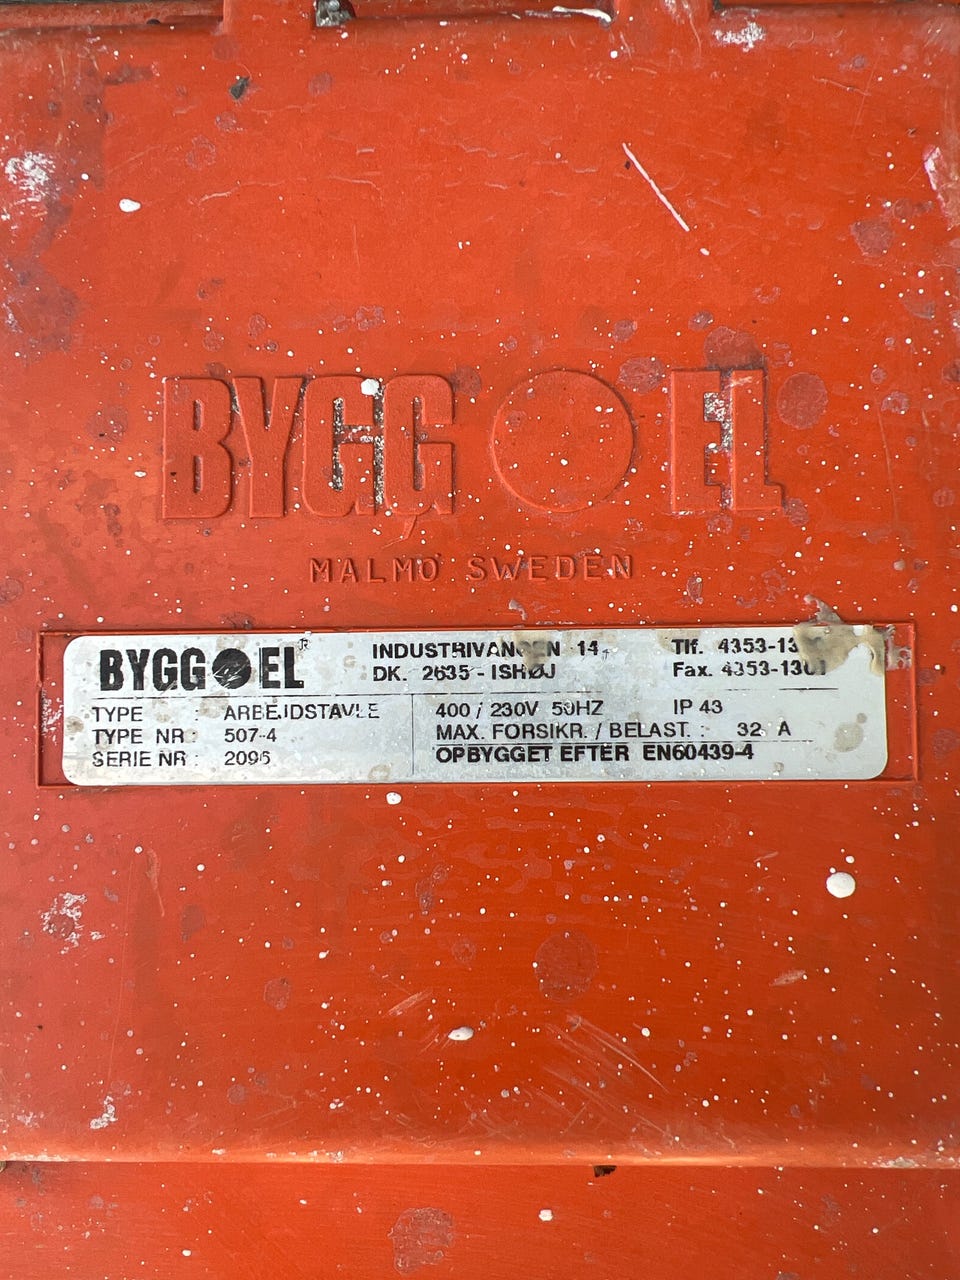 BYGG EL
MALMÖ SWEDEN
BYGG EL R
INDUSTRIVANGEN 14,
DK. 2635 - ISHØJ
Tlf. 4353-13
Fax. 4353-1301
TYPE : ARBEJDSTAVLE
TYPE NR : 507-4
SERIE NR : 2096
400 / 230V 50HZ IP 43
MAX. FORSIKR. / BELAST. : 32 A
OPBYGGET EFTER EN60439-4